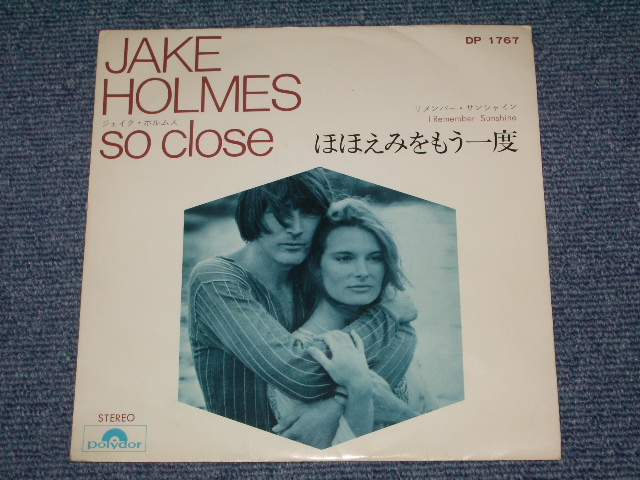 DP 1767
JAKE
HOLMES
ジェイク・ホルムス
so close
リメンバー・サンシャイン
I Remember Sunshine
ほほえみをもう一度
STEREO
polydor